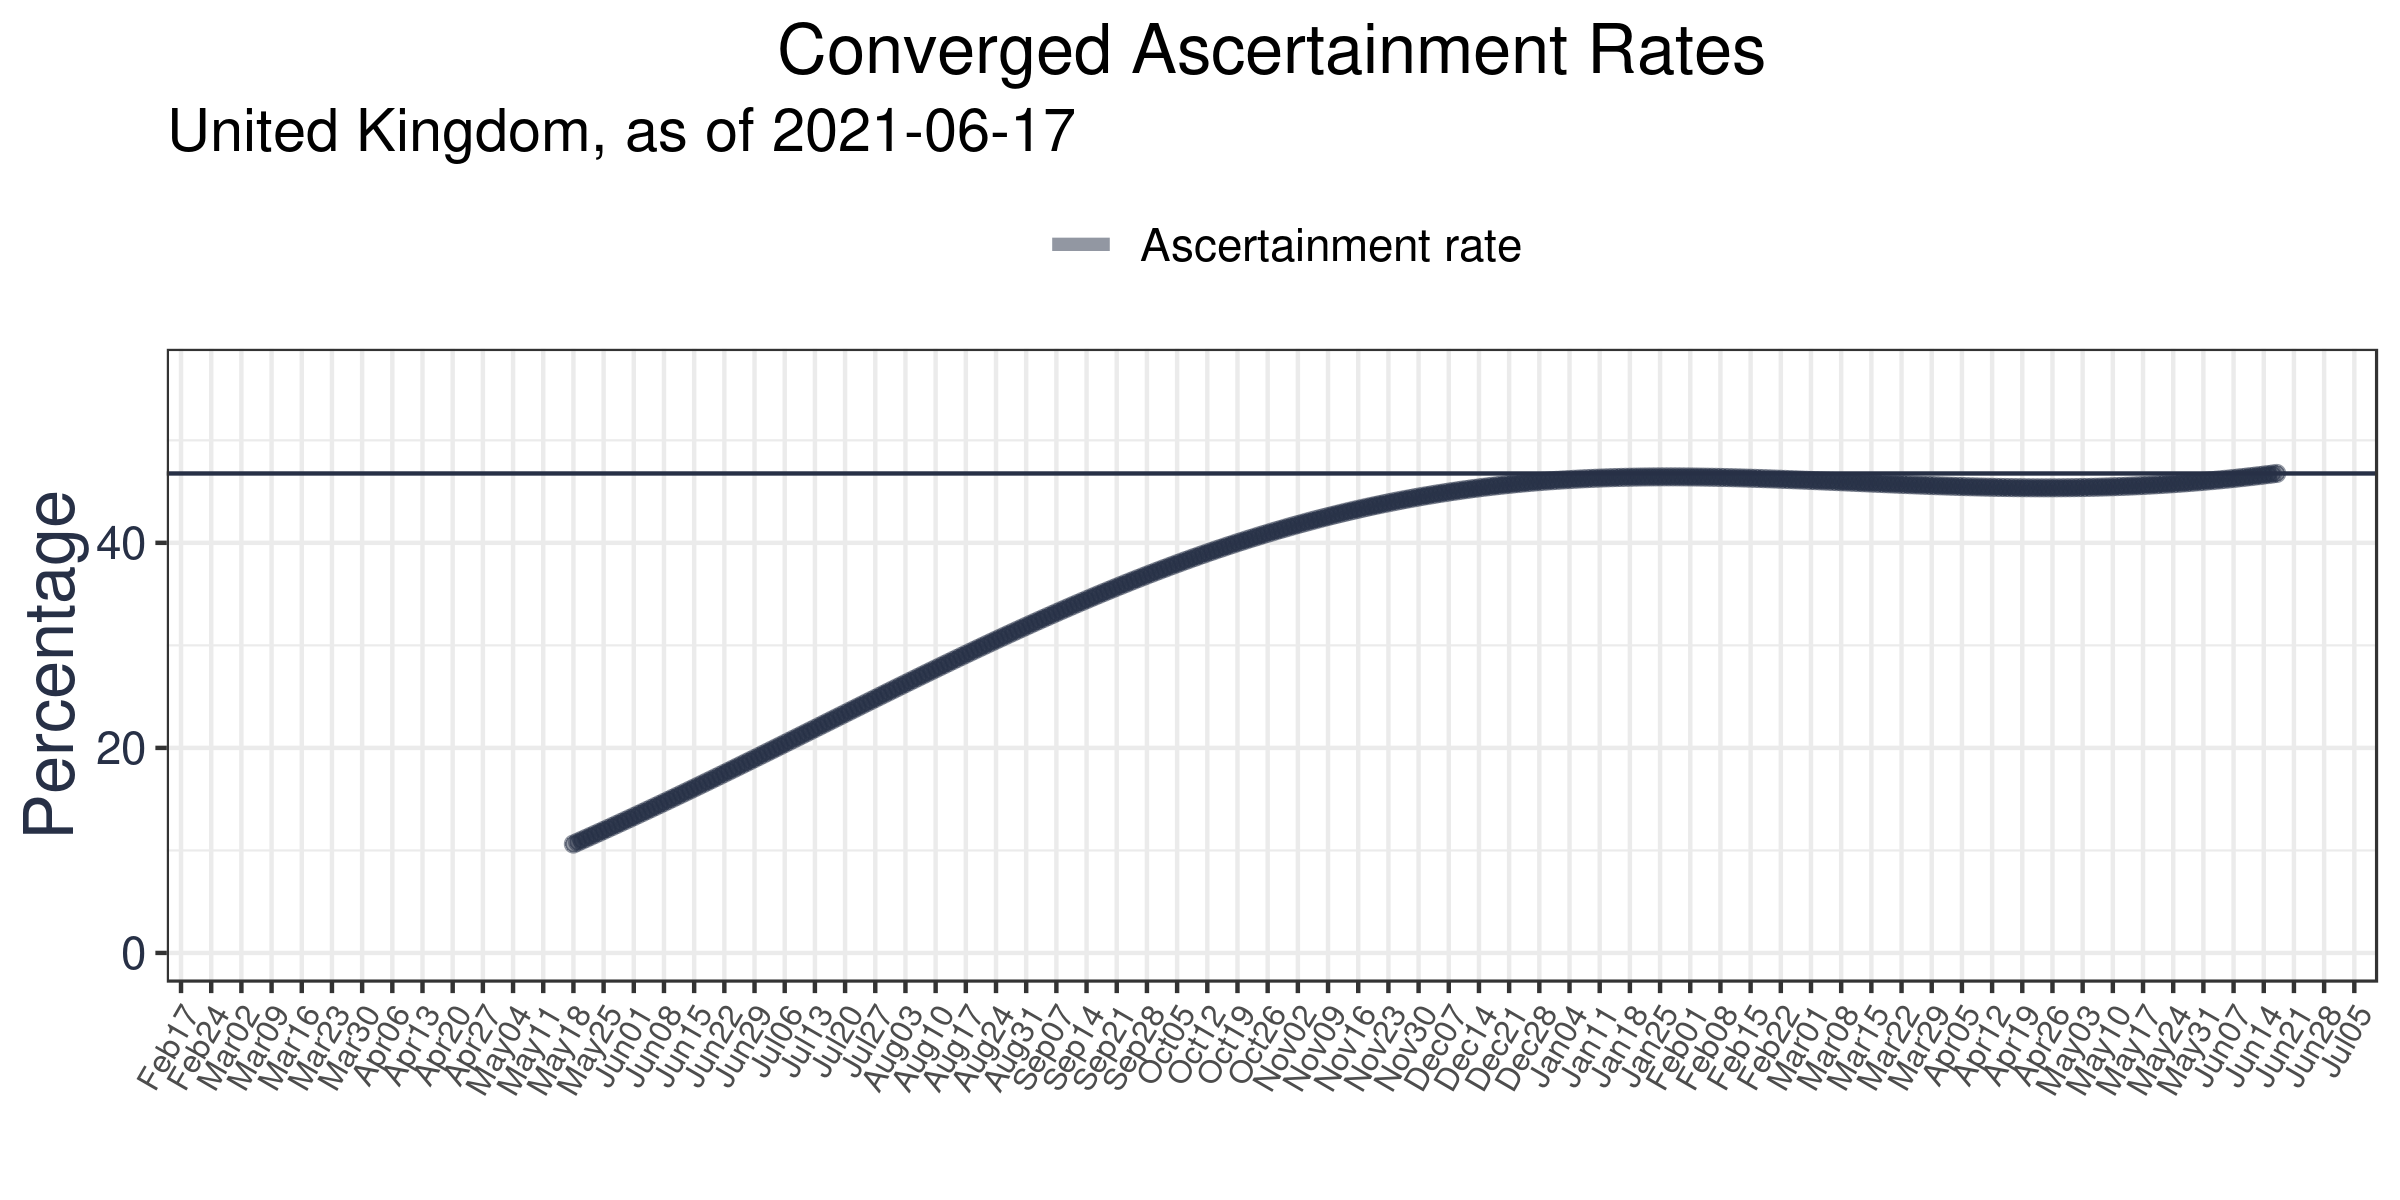 Converged Ascertainment Rates
United Kingdom, as of 2021-06-17
Ascertainment rate
Percentage
40
20
0
Feb17
Feb24
Mar02
Mar09
Mar16
Mar23
Mar30
Apr06
Apr13
Apr20
Apr27
May04
May11
May18
May25
Jun01
Jun08
Jun15
Jun22
Jun29
Jul06
Jul13
Jul20
Jul27
Aug03
Aug10
Aug17
Aug24
Aug31
Sep07
Sep14
Sep21
Sep28
Oct05
Oct12
Oct19
Oct26
Nov02
Nov09
Nov16
Nov23
Nov30
Dec07
Dec14
Dec21
Dec28
Jan04
Jan11
Jan18
Jan25
Feb01
Feb08
Feb15
Feb22
Mar01
Mar08
Mar15
Mar22
Mar29
Apr05
Apr12
Apr19
Apr26
May03
May10
May17
May24
May31
Jun07
Jun14
Jun21
Jun28
Jul05